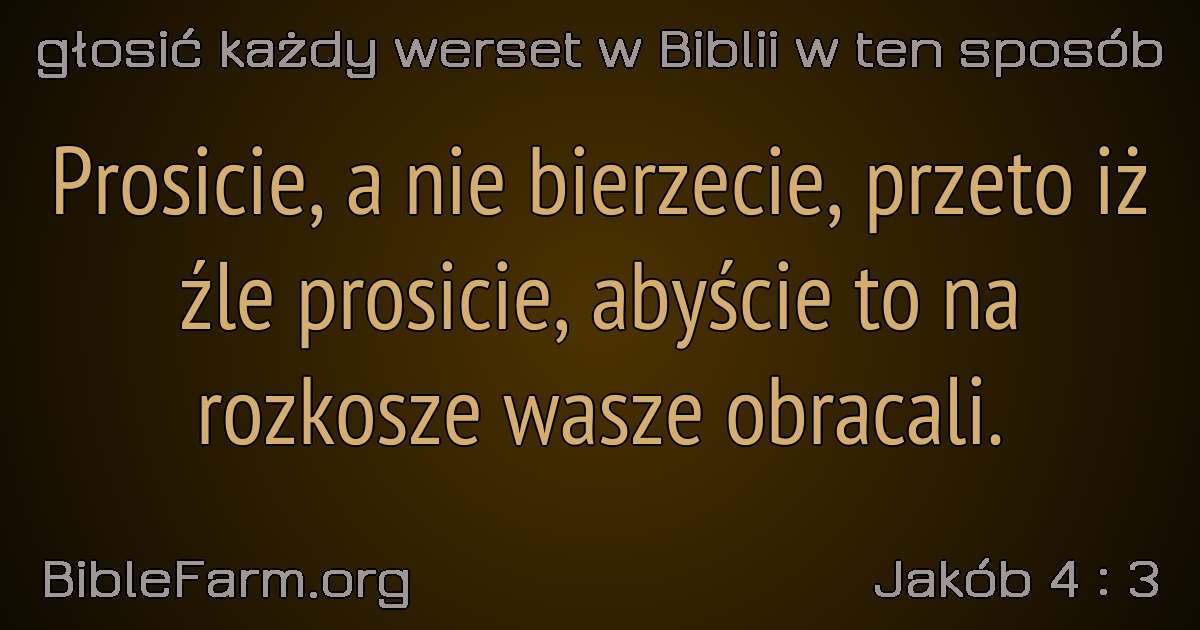 głosić każdy werset w Biblii w ten sposób
Prosicie, a nie bierzecie, przeto iż
źle prosicie, abyście to na
rozkosze wasze obracali.
BibleFarm.org
Jakób 4 : 3